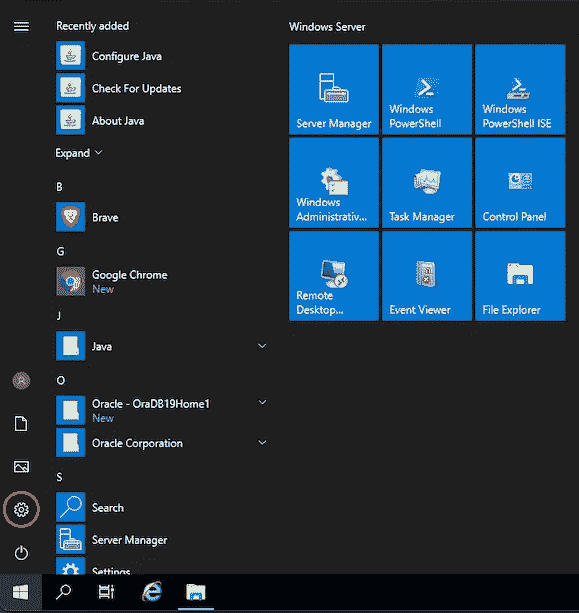 Recently added
Configure Java
Check For Updates
About Java
Expand
B
Brave
G
Google Chrome
New
J
Java
O
Oracle - OraDB19Home1
New
Oracle Corporation
S
Search
Server Manager
Settings
Windows Server
Server Manager
Windows
PowerShell
Windows
PowerShell ISE
Windows
Administrativ...
Task Manager
Control Panel
Remote
Desktop...
Event Viewer
File Explorer